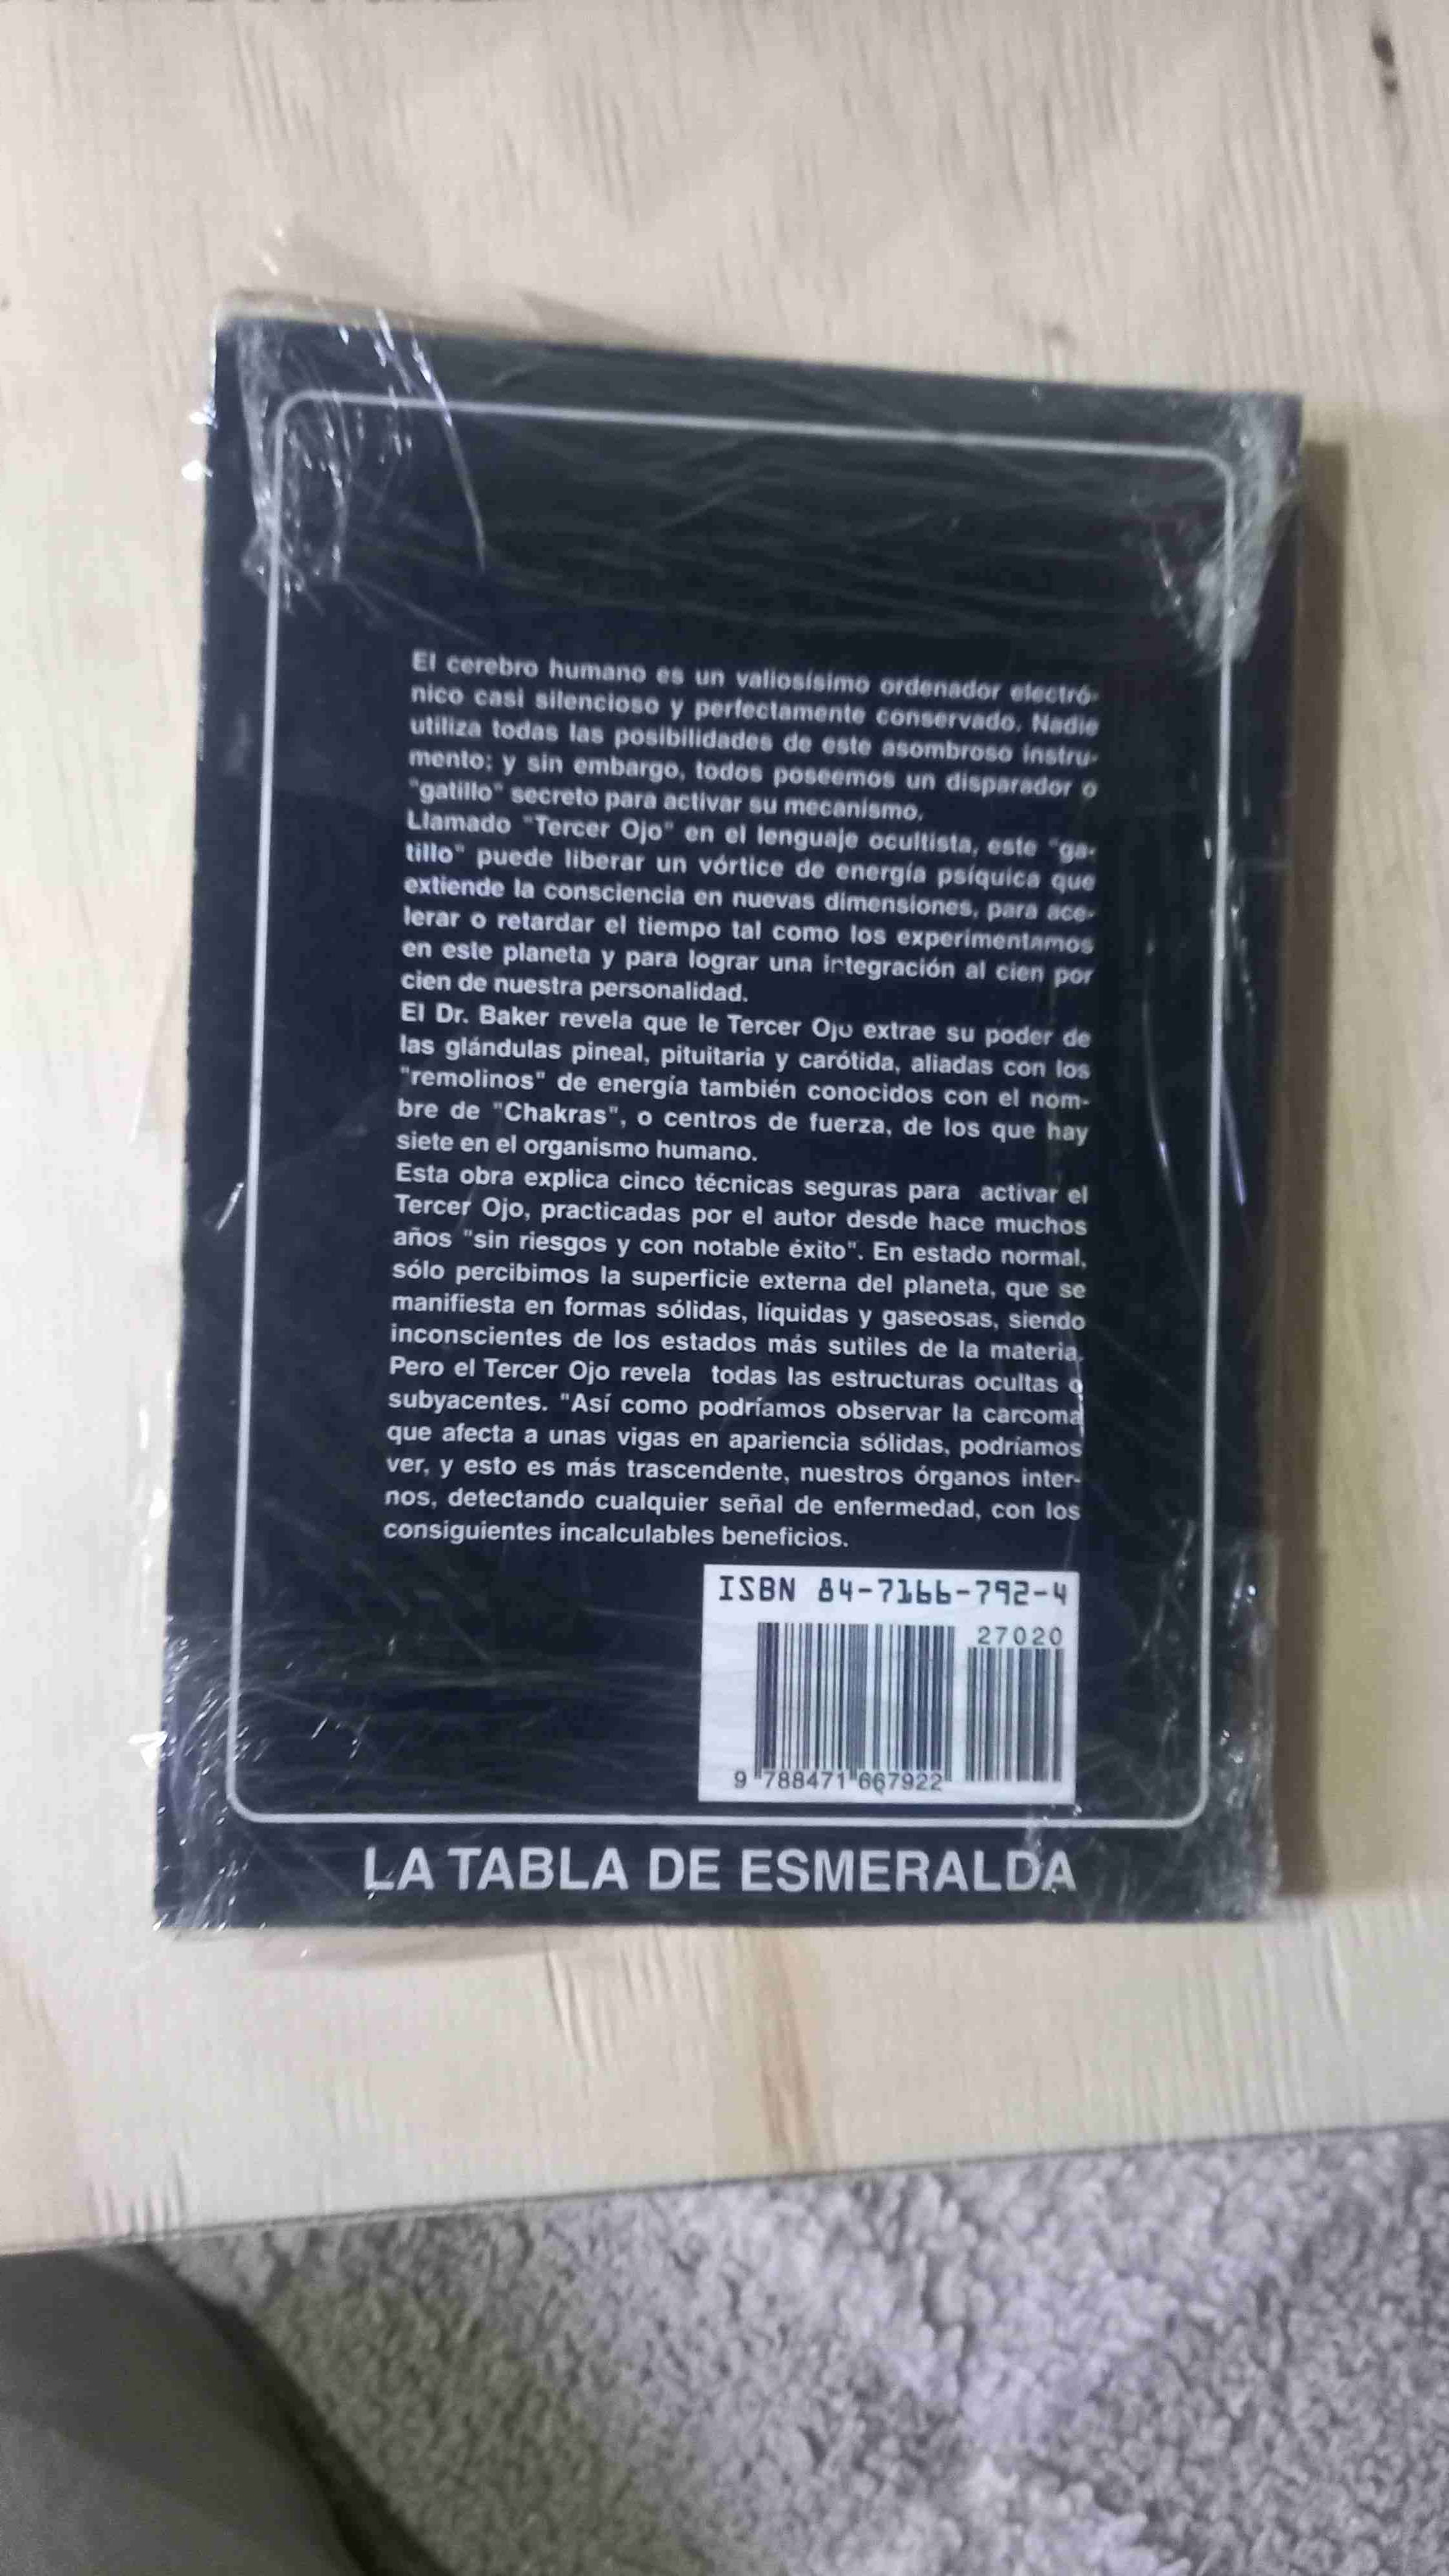 El cerebro humano es un valiosísimo ordenador electró-
nico casi silencioso y perfectamente conservado. Nadie
utiliza todas las posibilidades de este asombroso instru-
mento; y sin embargo, todos poseemos un disparador o
"gatillo" secreto para activar su mecanismo.
Llamado "Tercer Ojo" en el lenguaje ocultista, este "ga-
tillo" puede liberar un vórtice de energía psíquica que
extiende la consciencia en nuevas dimensiones, para ace-
lerar o retardar el tiempo tal como los experimentamos
en este planeta y para lograr una integración al cien por
cien de nuestra personalidad.
El Dr. Baker revela que le Tercer Ojo extrae su poder de
las glándulas pineal, pituitaria y carótida, aliadas con los
"remolinos" de energía también conocidos con el nom-
bre de "Chakras", o centros de fuerza, de los que hay
siete en el organismo humano.
Esta obra explica cinco técnicas seguras para activar el
Tercer Ojo, practicadas por el autor desde hace muchos
años "sin riesgos y con notable éxito". En estado normal,
sólo percibimos la superficie externa del planeta, que se
manifiesta en formas sólidas, líquidas y gaseosas, siendo
inconscientes de los estados más sutiles de la materia.
Pero el Tercer Ojo revela todas las estructuras ocultas o
subyacentes. "Así como podríamos observar la carcoma
que afecta a unas vigas en apariencia sólidas, podríamos
ver, y esto es más trascendente, nuestros órganos inter-
nos, detectando cualquier señal de enfermedad, con los
consiguientes incalculables beneficios.
ISBN 84-7166-792-4
27020
9 788471 667922
LA TABLA DE ESMERALDA